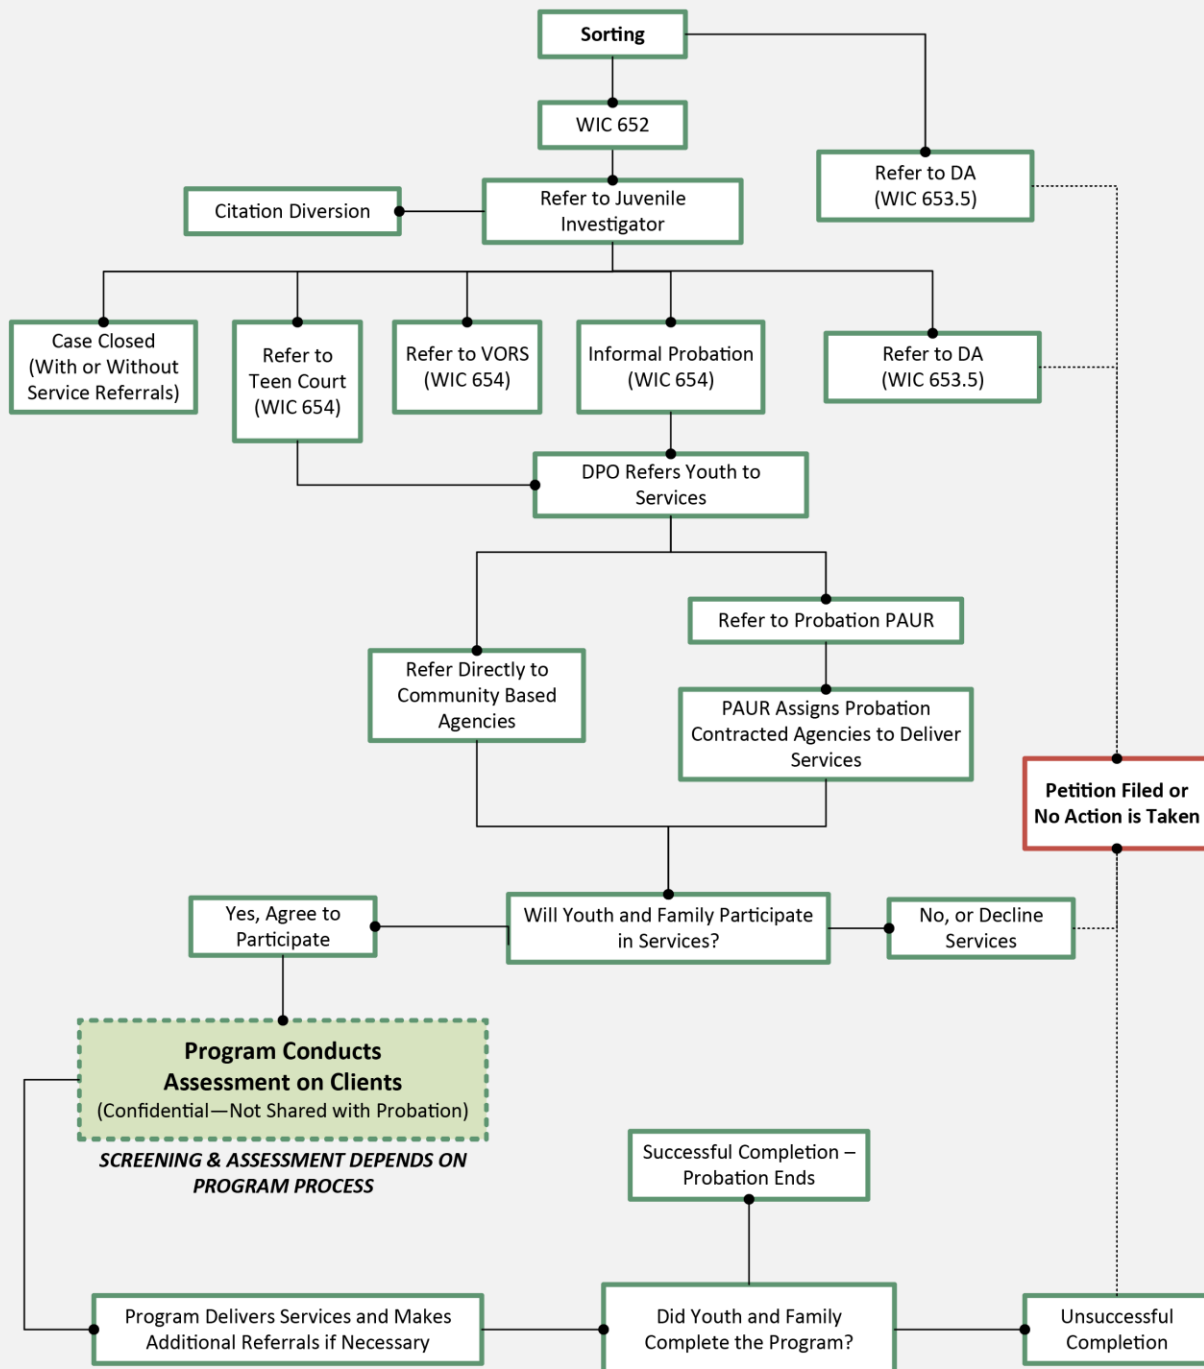 Sorting
WIC 652
Refer to DA
(WIC 653.5)
Citation Diversion
Refer to Juvenile
Investigator
Case Closed
(With or Without
Service Referrals)
Refer to
Teen Court
(WIC 654)
Refer to VORS
(WIC 654)
Informal Probation
(WIC 654)
Refer to DA
(WIC 653.5)
DPO Refers Youth to
Services
Refer to Probation PAUR
Refer Directly to
Community Based
Agencies
PAUR Assigns Probation
Contracted Agencies to Deliver
Services
Petition Filed or
No Action is Taken
Yes, Agree to
Participate
Will Youth and Family Participate
in Services?
No, or Decline
Services
Program Conducts
Assessment on Clients
(Confidential—Not Shared with Probation)
SCREENING & ASSESSMENT DEPENDS ON
PROGRAM PROCESS
Successful Completion –
Probation Ends
Program Delivers Services and Makes
Additional Referrals if Necessary
Did Youth and Family
Complete the Program?
Unsuccessful
Completion